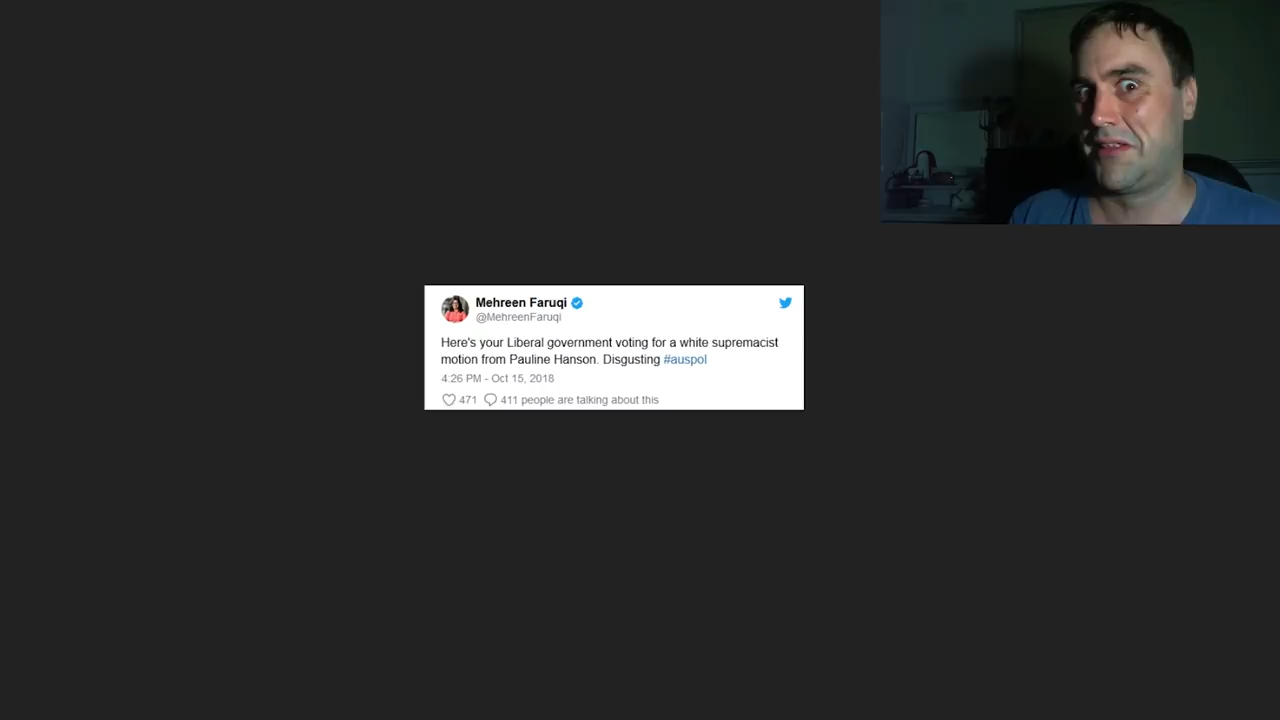 Mehreen Faruqi
@MehreenFaruqi
Here's your Liberal government voting for a white supremacist
motion from Pauline Hanson. Disgusting #auspol
4:26 PM - Oct 15, 2018
471 411 people are talking about this